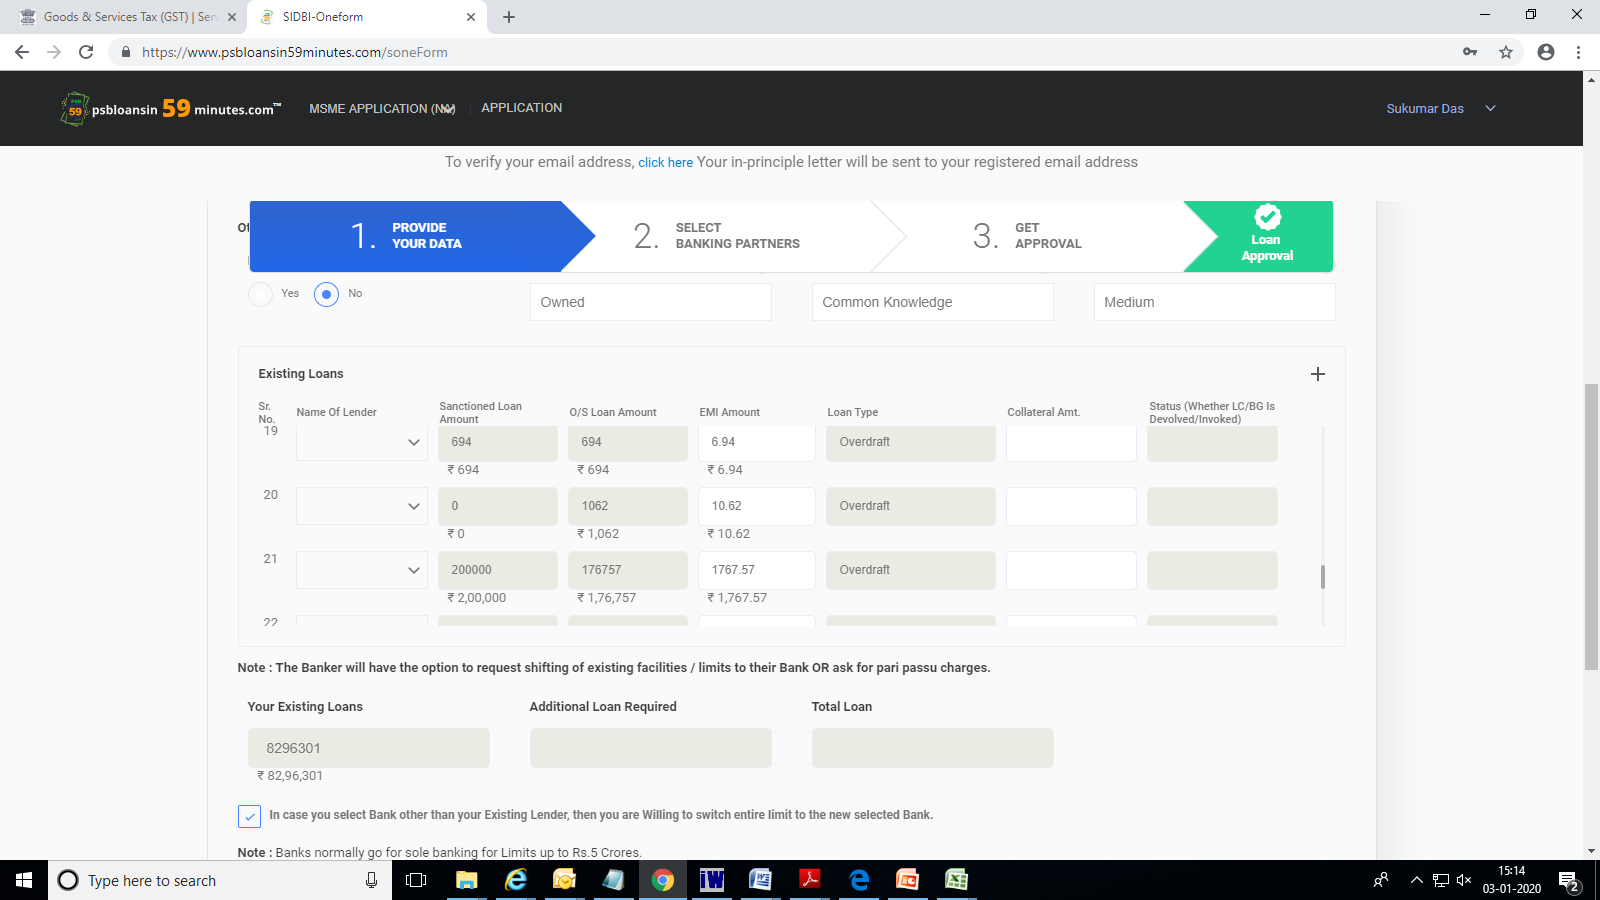 Goods & Services Tax (GST) | Ser
SIDBI-Oneform
https://www.psbloansin59minutes.com/soneForm
psbloansin 59 minutes.com™
MSME APPLICATION
APPLICATION
Sukumar Das
To verify your email address, click here Your in-principle letter will be sent to your registered email address
1. PROVIDE
YOUR DATA
2. SELECT
BANKING PARTNERS
3. GET
APPROVAL
Loan
Approval
Yes No
Owned Common Knowledge Medium
Existing Loans
Sr. No. Name Of Lender Sanctioned Loan Amount O/S Loan Amount EMI Amount Loan Type Collateral Amt. Status (Whether LC/BG Is Devolved/Invoked)
19 694 694 6.94 Overdraft
₹ 694 ₹ 694 ₹ 6.94
20 0 1062 10.62 Overdraft
₹ 0 ₹ 1,062 ₹ 10.62
21 200000 176757 1767.57 Overdraft
₹ 2,00,000 ₹ 1,76,757 ₹ 1,767.57
22
Note : The Banker will have the option to request shifting of existing facilities / limits to their Bank OR ask for pari passu charges.
Your Existing Loans Additional Loan Required Total Loan
8296301
₹ 82,96,301
In case you select Bank other than your Existing Lender, then you are Willing to switch entire limit to the new selected Bank.
Note : Banks normally go for sole banking for Limits up to Rs.5 Crores.
Type here to search
15:14
03-01-2020
2